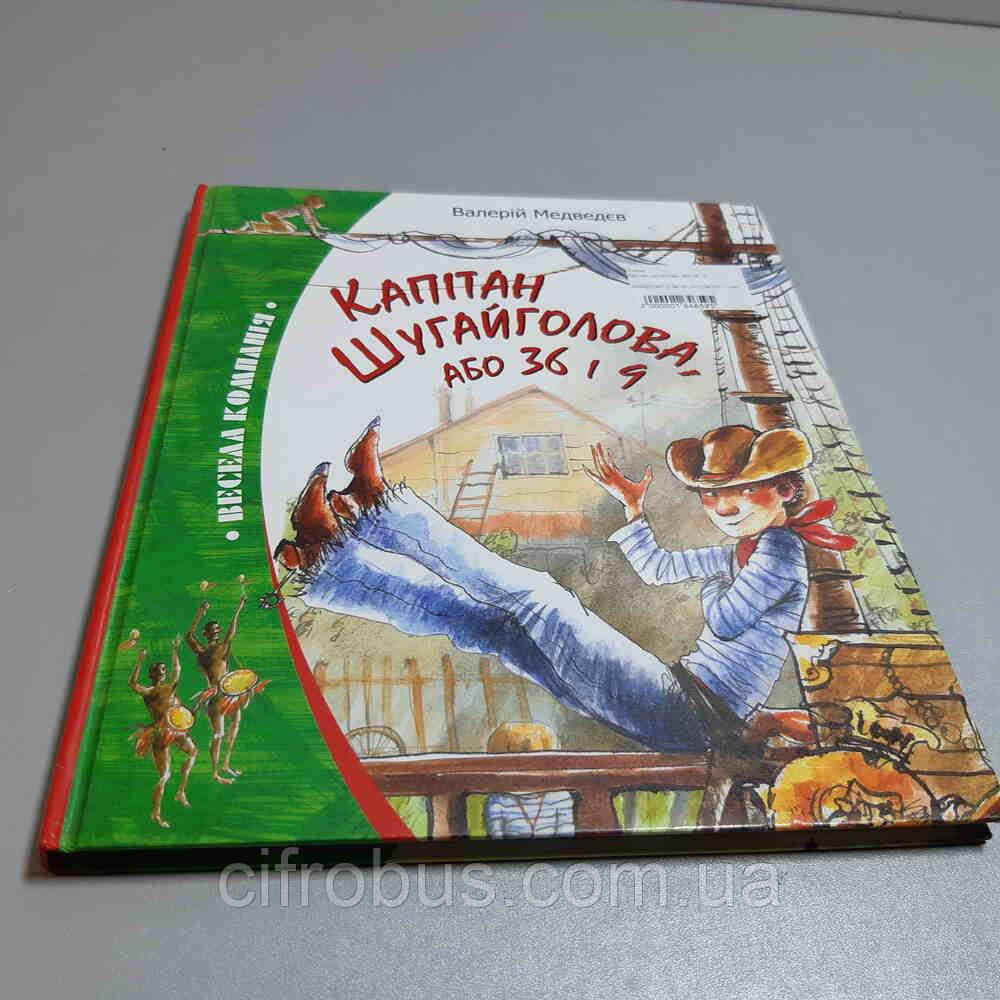 Валерій Медведєв
КАПІТАН
ШУГАЙГОЛОВА,
АБО 36 І 9
• ВЕСЕЛА КОМПАНІЯ •
cifrobus.com.ua